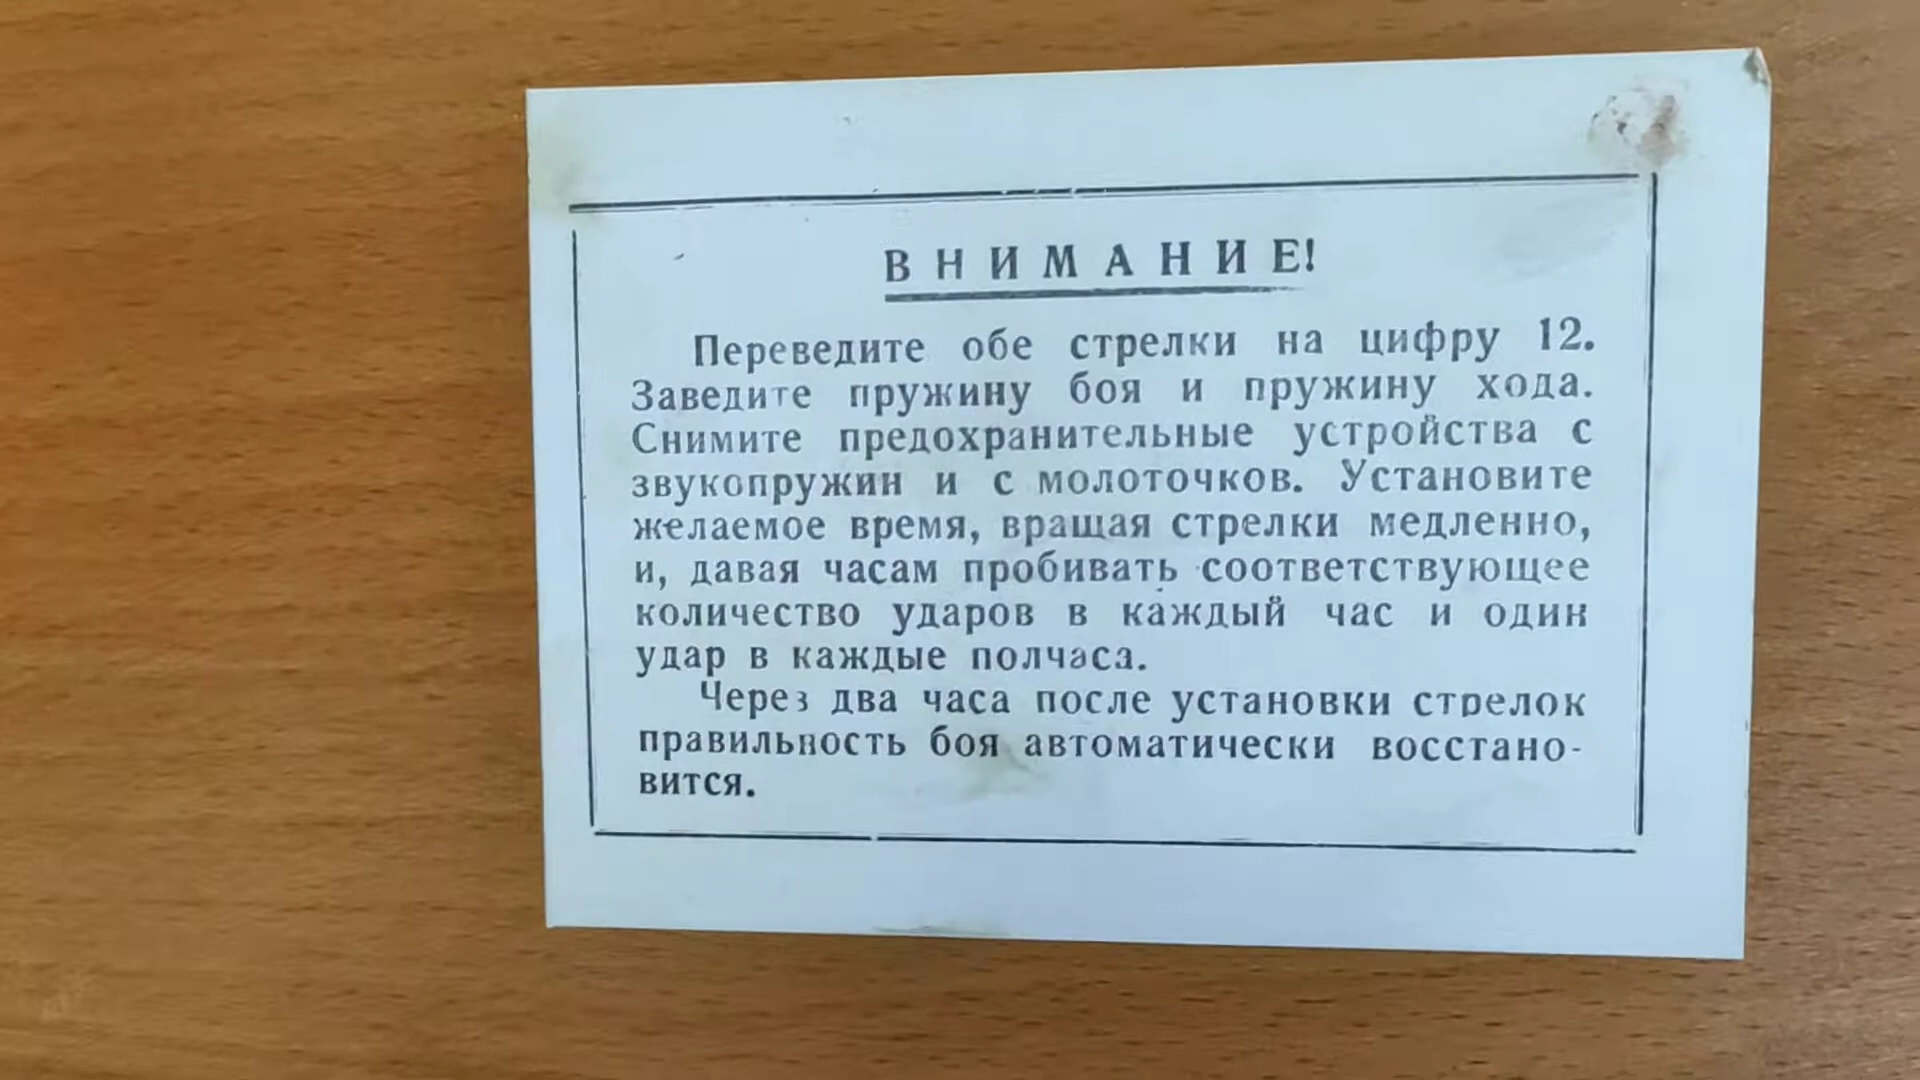 ВНИМАНИЕ!
Переведите обе стрелки на цифру 12.
Заведите пружину боя и пружину хода.
Снимите предохранительные устройства с
звукопружин и с молоточков. Установите
желаемое время, вращая стрелки медленно,
и, давая часам пробивать соответствующее
количество ударов в каждый час и один
удар в каждые полчаса.
Через два часа после установки стрелок
правильность боя автоматически восстано-
вится.